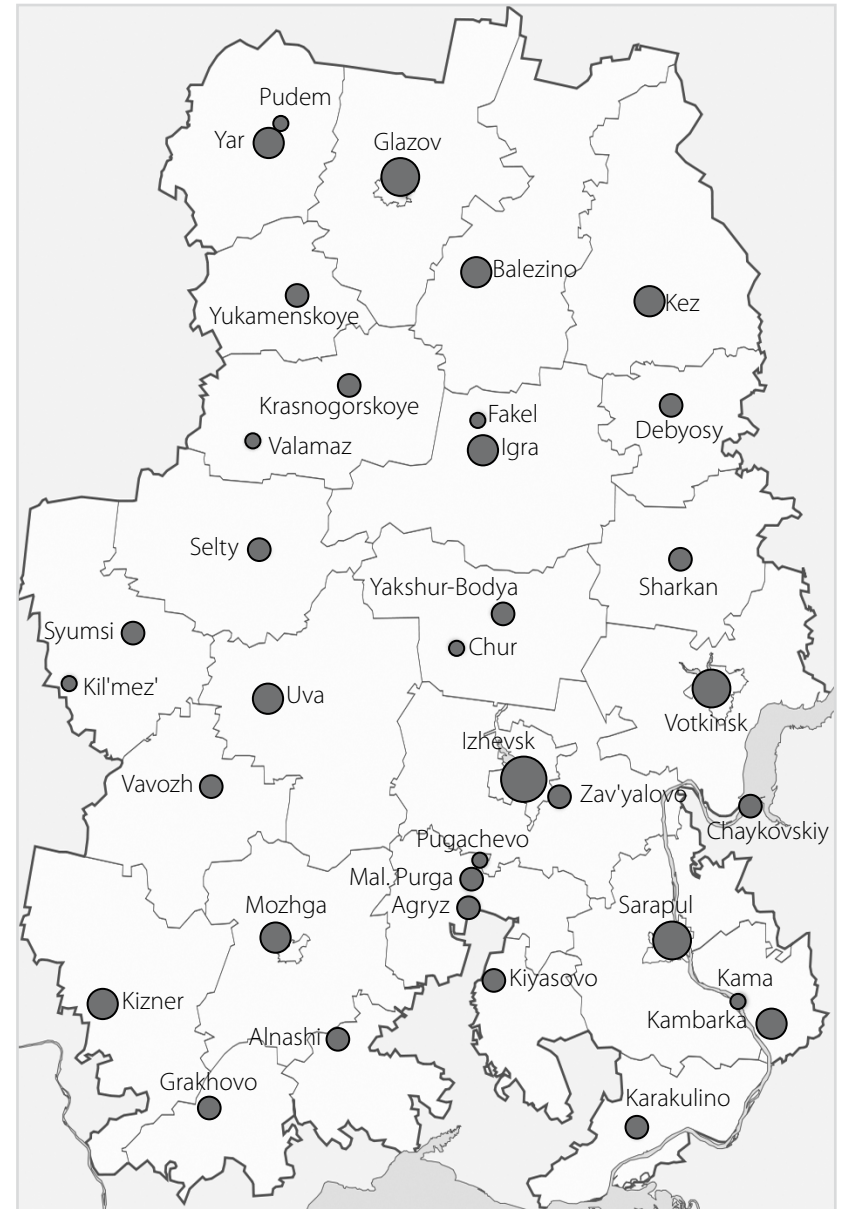 Pudem
Yar
Glazov
Balezino
Kez
Yukamenskoye
Krasnogorskoye
Fakel
Debyosy
Valamaz
Igra
Selty
Yakshur-Bodya
Sharkan
Syumsi
Chur
Kil'mez'
Uva
Votkinsk
Izhevsk
Vavozh
Zav'yalovo
Chaykovskiy
Pugachevo
Mal. Purga
Mozhga
Agryz
Sarapul
Kiyasovo
Kama
Kizner
Kambarka
Alnashi
Grakhovo
Karakulino